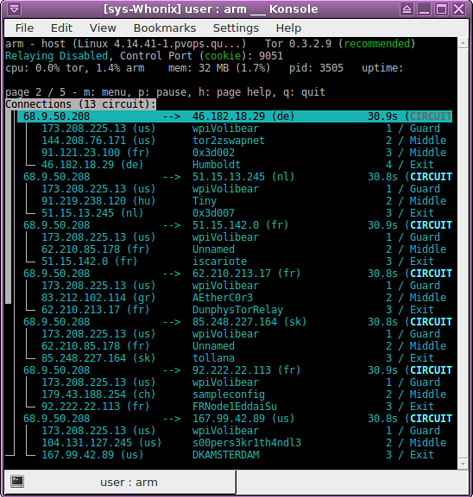 [sys-Whonix] user : arm ___ Konsole
File Edit View Bookmarks Settings Help
arm - host (Linux 4.14.41-1.pvops.qu...) Tor 0.3.2.9 (recommended)
Relaying Disabled, Control Port (cookie): 9051
cpu: 0.0% tor, 1.4% arm mem: 32 MB (1.7%) pid: 3505 uptime:
page 2 / 5 - m: menu, p: pause, h: page help, q: quit
Connections (13 circuit):
68.9.50.208 --> 46.182.18.29 (de) 30.9s (CIRCUIT
173.208.225.13 (us) wpiVolibear 1 / Guard
144.208.76.171 (us) tor2zswapnet 2 / Middle
91.121.23.100 (fr) 0x3d002 3 / Middle
46.182.18.29 (de) Humboldt 4 / Exit
68.9.50.208 --> 51.15.13.245 (nl) 30.8s (CIRCUIT
173.208.225.13 (us) wpiVolibear 1 / Guard
91.219.238.120 (hu) Tiny 2 / Middle
51.15.13.245 (nl) 0x3d007 3 / Exit
68.9.50.208 --> 51.15.142.0 (fr) 30.9s (CIRCUIT
173.208.225.13 (us) wpiVolibear 1 / Guard
62.210.85.178 (fr) Unnamed 2 / Middle
51.15.142.0 (fr) iscariote 3 / Exit
68.9.50.208 --> 62.210.213.17 (fr) 30.8s (CIRCUIT
173.208.225.13 (us) wpiVolibear 1 / Guard
83.212.102.114 (gr) AEtherC0r3 2 / Middle
62.210.213.17 (fr) DunphysTorRelay 3 / Exit
68.9.50.208 --> 85.248.227.164 (sk) 30.8s (CIRCUIT
173.208.225.13 (us) wpiVolibear 1 / Guard
62.210.85.178 (fr) Unnamed 2 / Middle
85.248.227.164 (sk) tollana 3 / Exit
68.9.50.208 --> 92.222.22.113 (fr) 30.9s (CIRCUIT
173.208.225.13 (us) wpiVolibear 1 / Guard
179.43.188.254 (ch) sampleconfig 2 / Middle
92.222.22.113 (fr) FRNode1EddaiSu 3 / Exit
68.9.50.208 --> 167.99.42.89 (us) 30.8s (CIRCUIT
173.208.225.13 (us) wpiVolibear 1 / Guard
104.131.127.245 (us) s00pers3kr1th4ndl3 2 / Middle
167.99.42.89 (us) DKAMSTERDAM 3 / Exit
user : arm